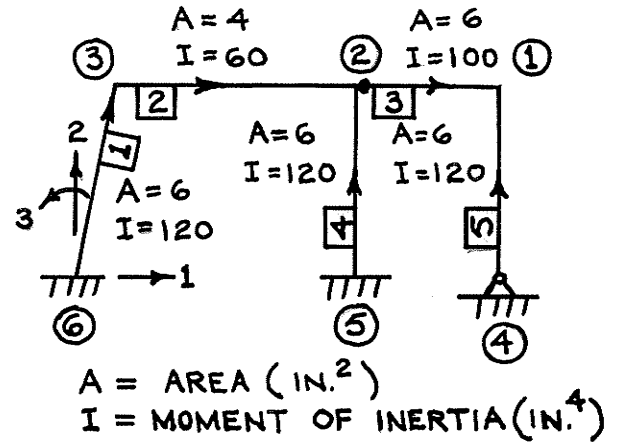 A = 4
A = 6
I = 60
I = 100
3
2
1
2
3
2
1
A = 6
I = 120
A = 6
I = 120
A = 6
I = 120
3
4
5
1
6
5
4
A = AREA (IN.²)
I = MOMENT OF INERTIA (IN.⁴)